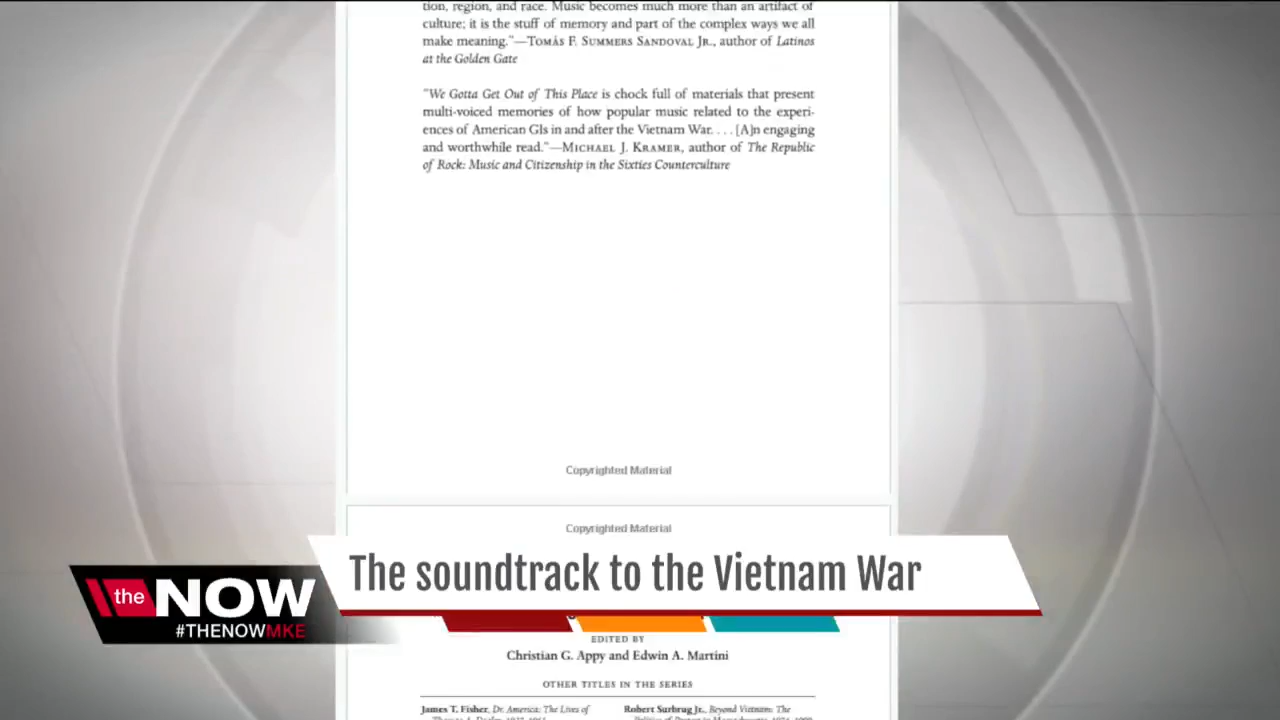 tion, region, and race. Music becomes much more than an artifact of
culture; it is the stuff of memory and part of the complex ways we all
make meaning."—Tomás F. Summers Sandoval Jr., author of Latinos
at the Golden Gate
"We Gotta Get Out of This Place is chock full of materials that present
multi-voiced memories of how popular music related to the experi-
ences of American GIs in and after the Vietnam War. . . . [A]n engaging
and worthwhile read."—Michael J. Kramer, author of The Republic
of Rock: Music and Citizenship in the Sixties Counterculture
Copyrighted Material
Copyrighted Material
The soundtrack to the Vietnam War
the NOW
#THENOWMKE
EDITED BY
Christian G. Appy and Edwin A. Martini
OTHER TITLES IN THE SERIES
James T. Fisher, Dr. America: The Lives of
Robert Surbrug Jr., Beyond Vietnam: The